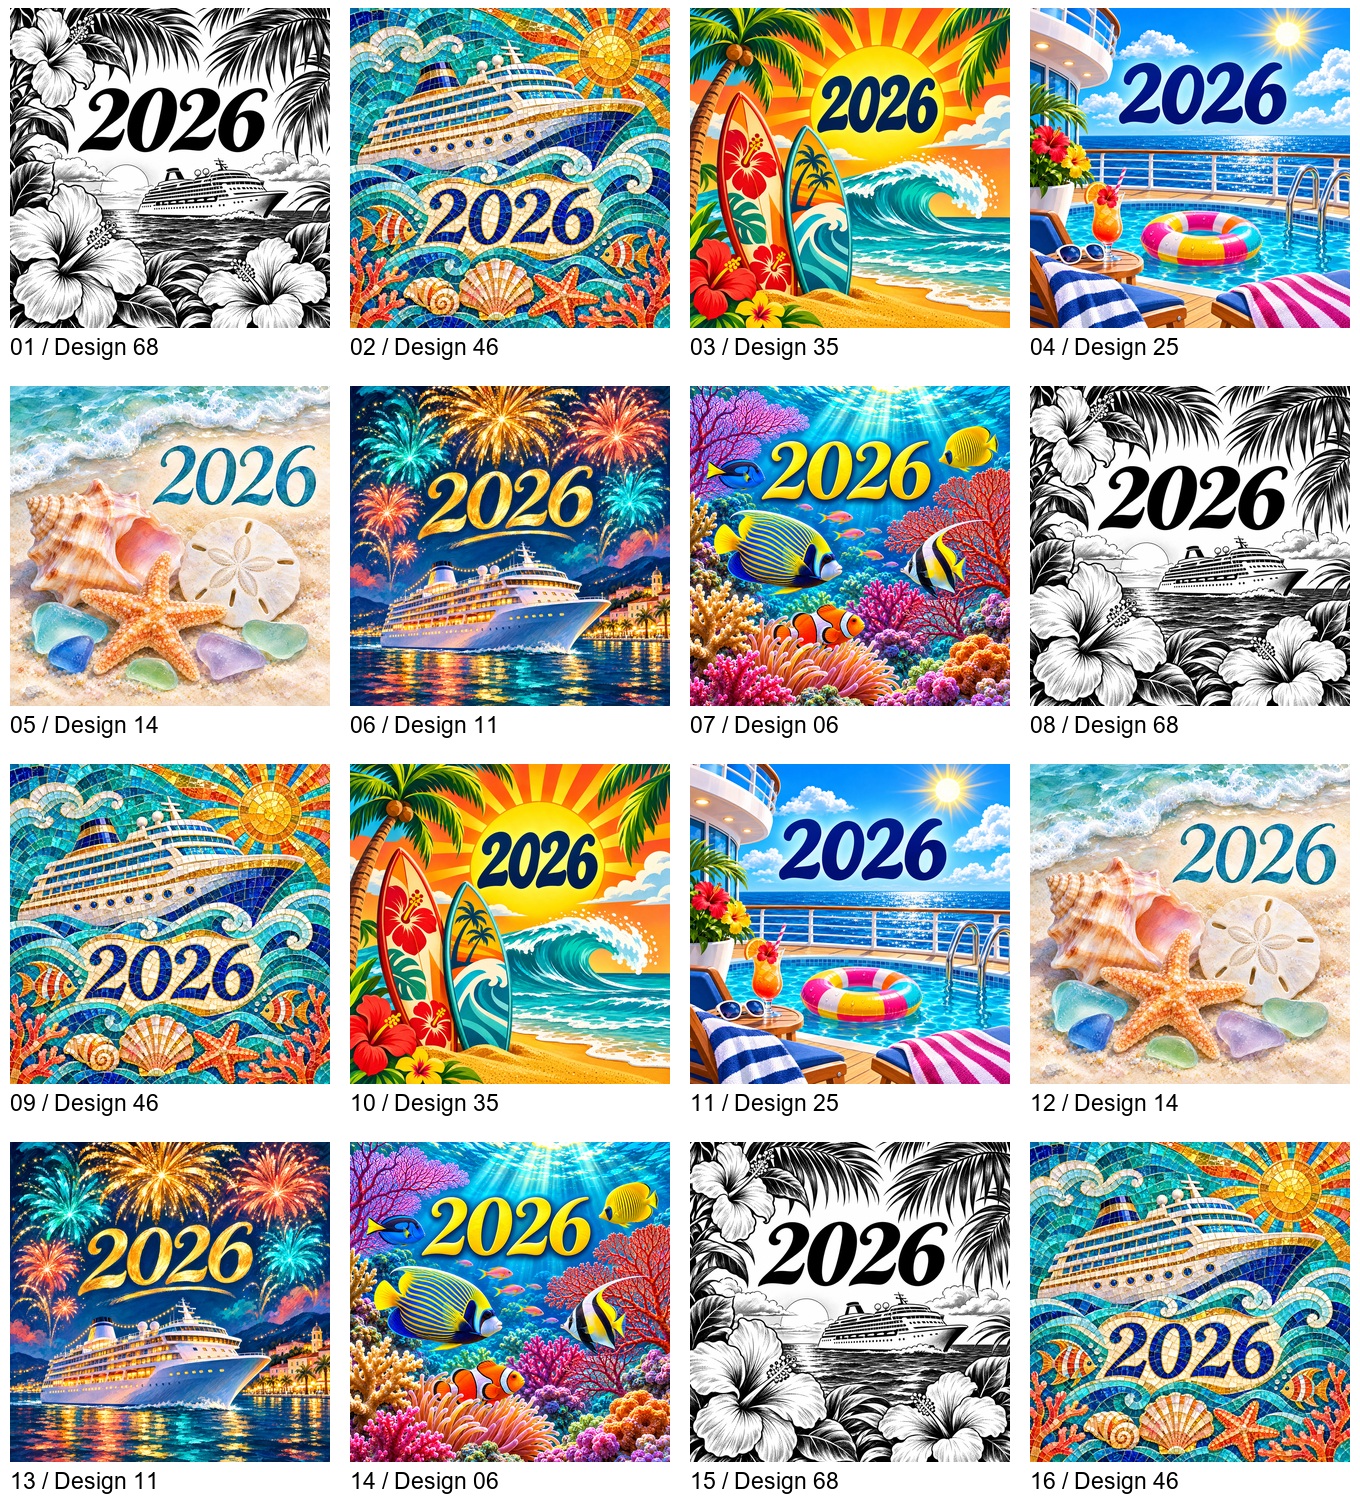 2026
2026
2026
2026
01 / Design 68
02 / Design 46
03 / Design 35
04 / Design 25
2026
2026
2026
2026
05 / Design 14
06 / Design 11
07 / Design 06
08 / Design 68
2026
2026
2026
2026
09 / Design 46
10 / Design 35
11 / Design 25
12 / Design 14
2026
2026
2026
2026
13 / Design 11
14 / Design 06
15 / Design 68
16 / Design 46